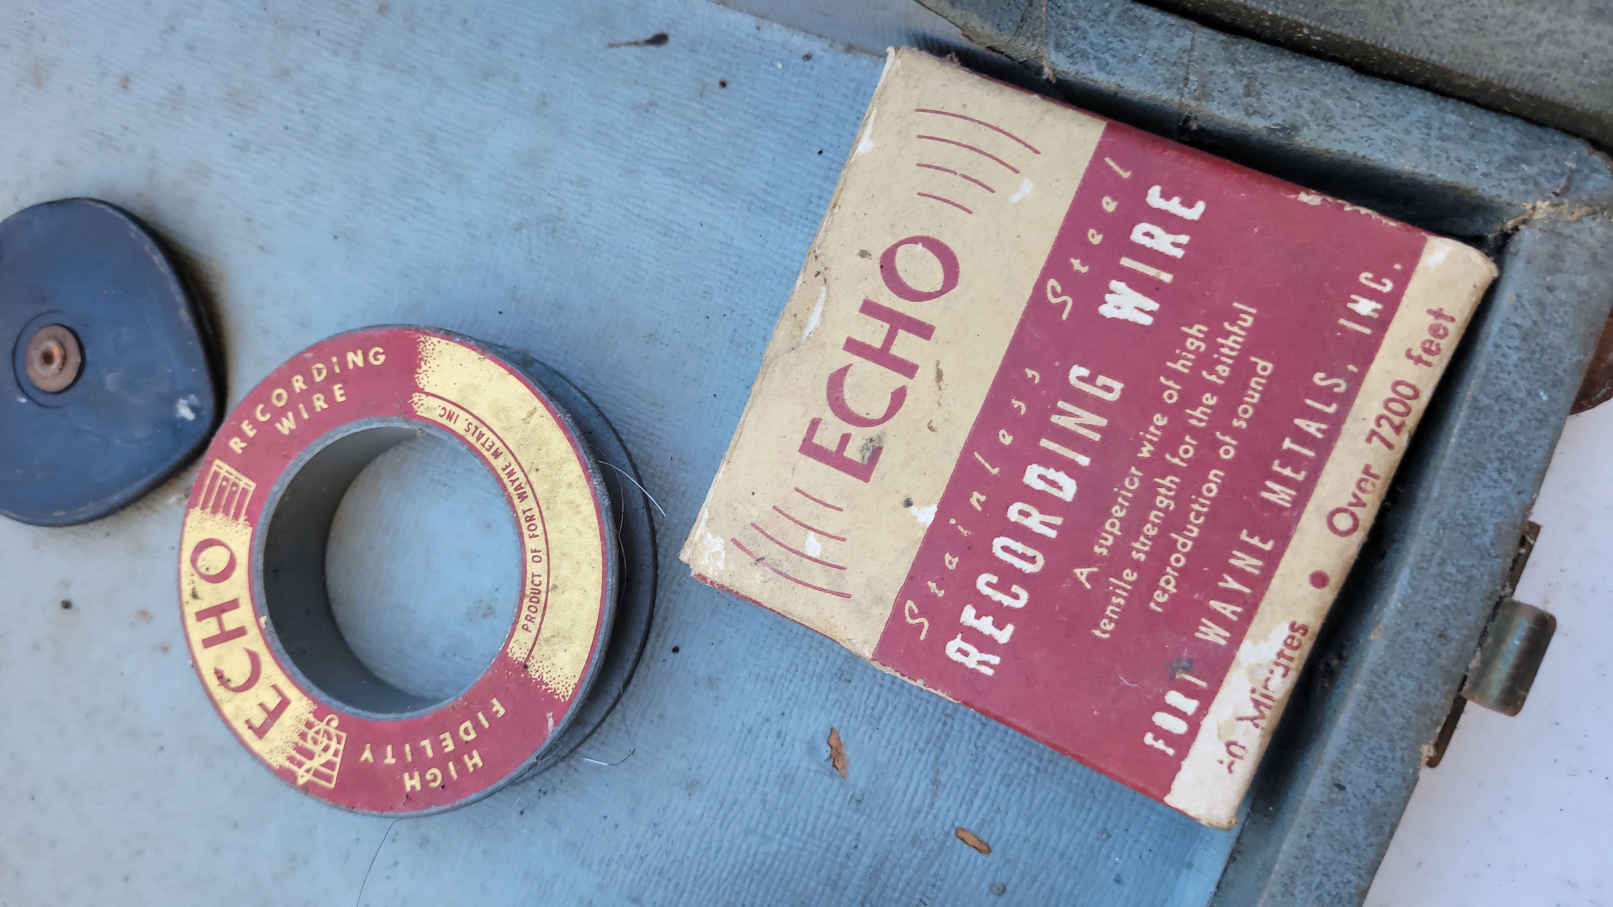 ECHO
Stainless Steel
RECORDING WIRE
A superior wire of high
tensile strength for the faithful
reproduction of sound
FORT WAYNE METALS, INC.
Minutes • Over 7200 feet
RECORDING
WIRE
ECHO
HIGH
FIDELITY
PRODUCT OF FORT WAYNE METALS, INC.